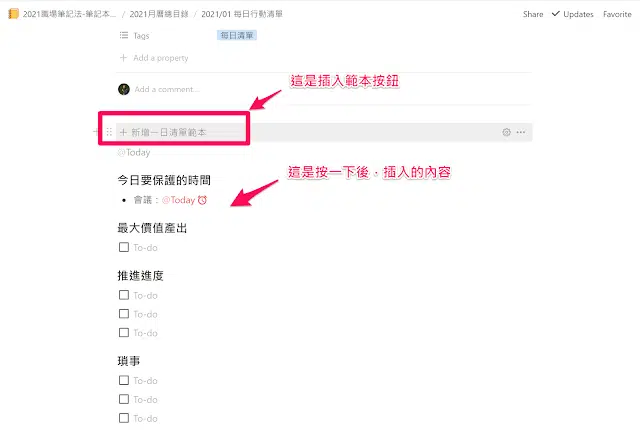 2021職場筆記法-筆記本... / 2021月曆總目錄 / 2021/01 每日行動清單
Share Updates Favorite
Tags 每日清單
+ Add a property
Add a comment...
這是插入範本按鈕
+ 新增一日清單範本
@Today
今日要保護的時間
這是按一下後，插入的內容
• 會議：@Today
最大價值產出
To-do
推進進度
To-do
To-do
To-do
瑣事
To-do
To-do
To-do